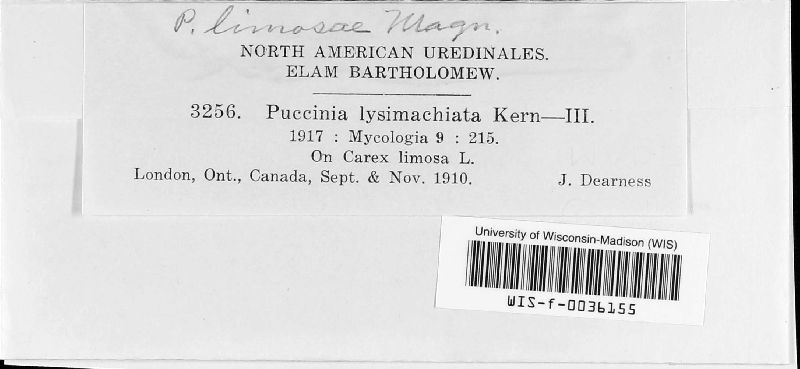 P. limosae Magn.
NORTH AMERICAN UREDINALES.
ELAM BARTHOLOMEW.
3256. Puccinia lysimachiata Kern—III.
1917 : Mycologia 9 : 215.
On Carex limosa L.
London, Ont., Canada, Sept. & Nov. 1910. J. Dearness
University of Wisconsin-Madison (WIS)
WIS-f-0036155